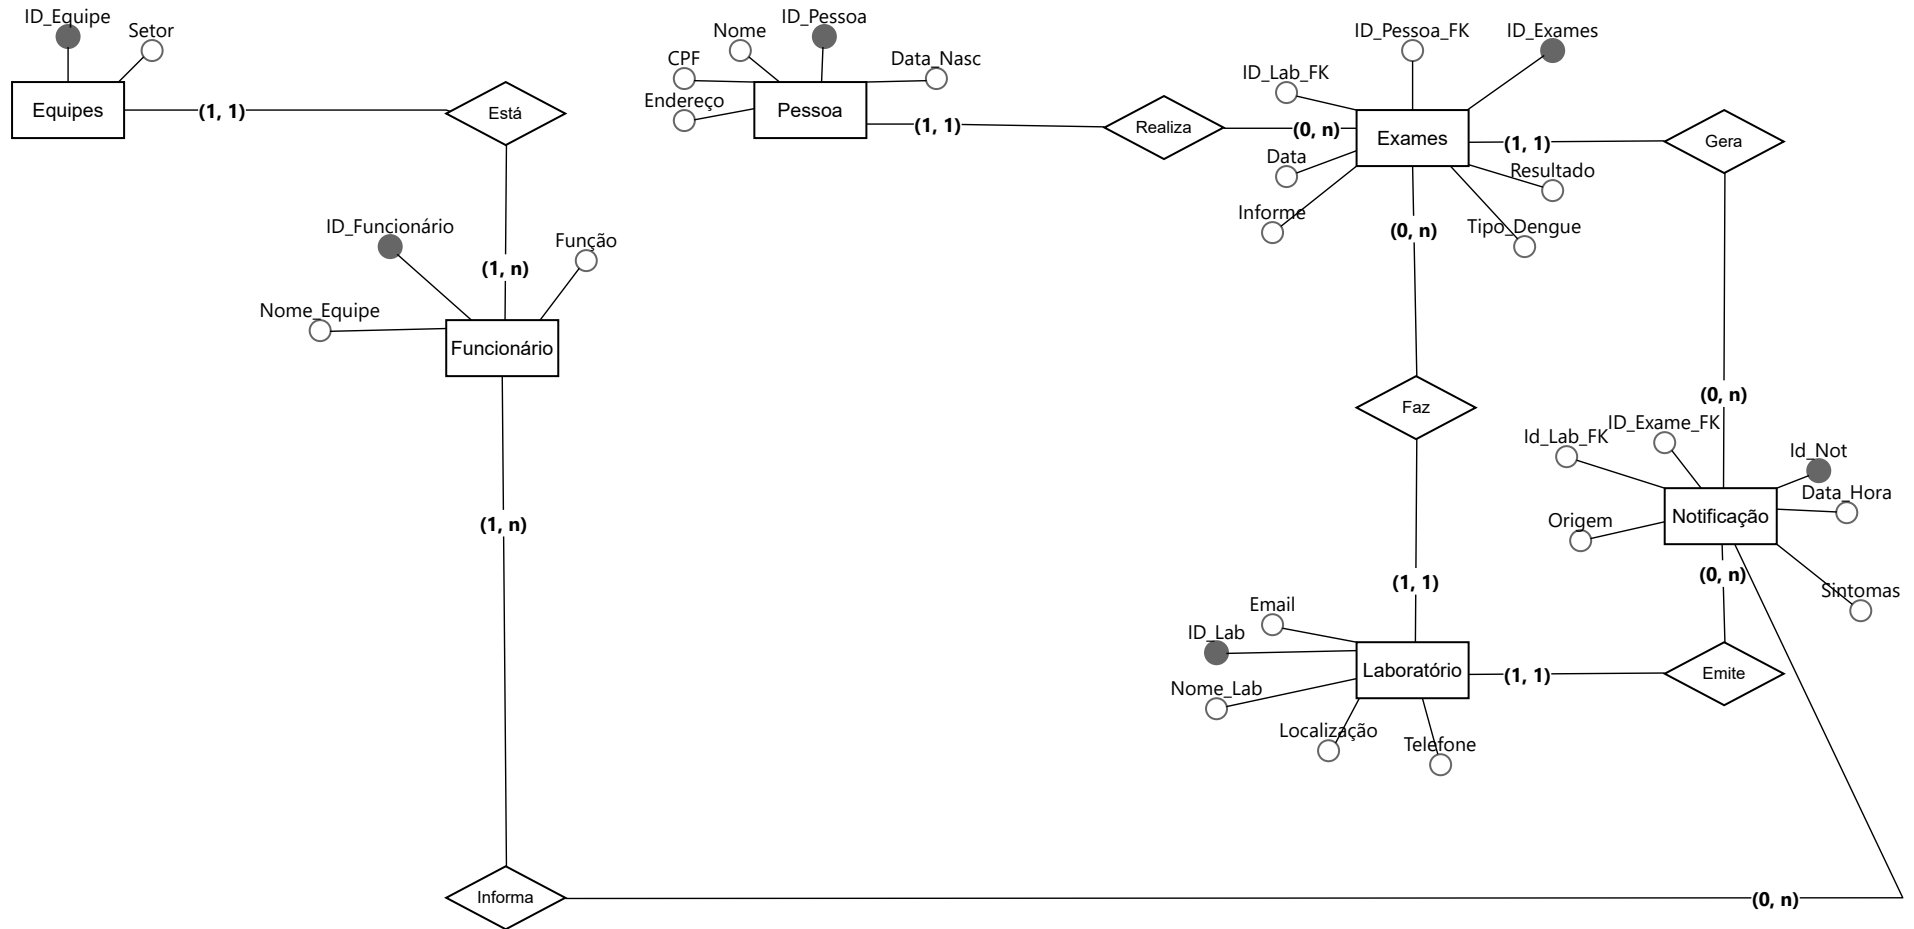 ID_Equipe
Setor
Equipes
(1, 1)
Está
ID_Pessoa
Nome
CPF
Data_Nasc
Endereço
Pessoa
(1, 1)
Realiza
(0, n)
ID_Pessoa_FK
ID_Exames
ID_Lab_FK
Exames
(1, 1)
Gera
Data
Resultado
Informe
Tipo_Dengue
(0, n)
(1, n)
ID_Funcionário
Função
Nome_Equipe
Funcionário
Faz
(0, n)
ID_Exame_FK
Id_Lab_FK
Id_Not
Data_Hora
Origem
Notificação
(0, n)
Sintomas
(1, n)
(1, 1)
Email
ID_Lab
Laboratório
(1, 1)
Emite
Nome_Lab
Localização
Telefone
Informa
(0, n)